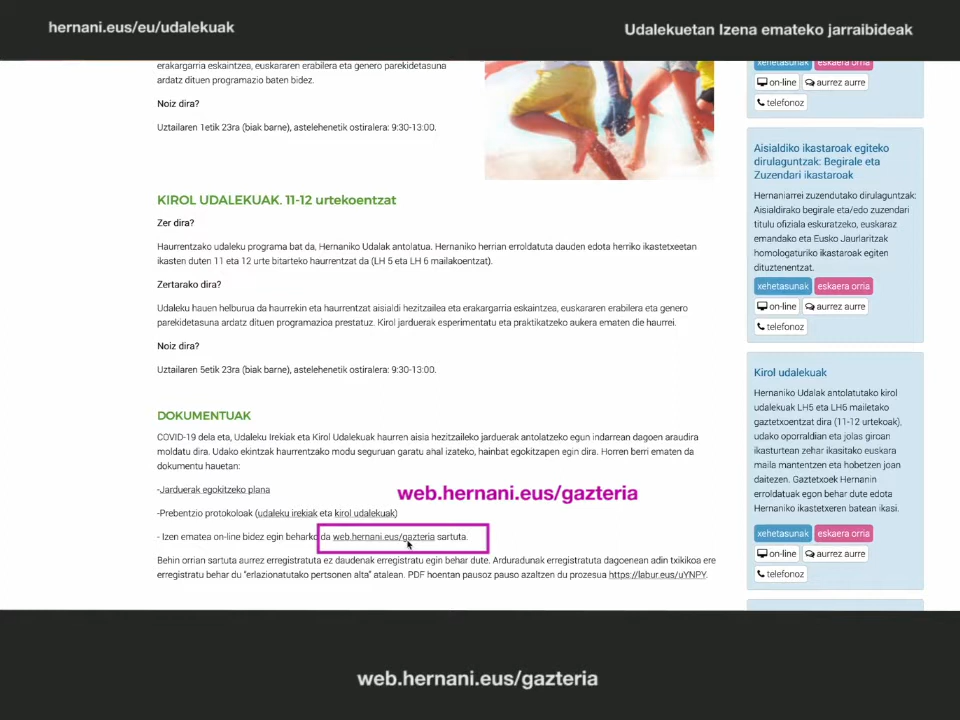 hernani.eus/eu/udalekuak
Udalekuetan Izena emateko jarraibideak
erakargarria eskaintzea, euskararen erabilera eta genero parekidetasuna
ardatz dituen programazio baten bidez.
Noiz dira?
Uztailaren 1etik 23ra (biak barne), astelehenetik ostiralera: 9:30-13:00.
KIROL UDALEKUAK. 11-12 urtekoentzat
Zer dira?
Haurrentzako udaleku programa bat da, Hernaniko Udalak antolatua. Hernaniko herrian erroldatuta dauden edota herriko ikastetxeetan
ikasten duten 11 eta 12 urte bitarteko haurrentzat da (LH 5 eta LH 6 mailakoentzat).
Zertarako dira?
Udaleku hauen helburua da haurrekin eta haurrentzat aisialdi hezitzailea eta erakargarria eskaintzea, euskararen erabilera eta genero
parekidetasuna ardatz dituen programazioa prestatuz. Kirol jarduerak esperimentatu eta praktikatzeko aukera ematen die haurrei.
Noiz dira?
Uztailaren 5etik 23ra (biak barne), astelehenetik ostiralera: 9:30-13:00.
DOKUMENTUAK
COVID-19 dela eta, Udaleku Irekiak eta Kirol Udalekuak haurren aisia hezitzaileko jarduerak antolatzeko egun indarrean dagoen araudira
moldatu dira. Udako ekintzak haurrentzako modu seguruan garatu ahal izateko, hainbat egokitzapen egin dira. Horren berri ematen da
dokumentu hauetan:
-Jarduerak egokitzeko plana
web.hernani.eus/gazteria
-Prebentzio protokoloak (udaleku irekiak eta kirol udalekuak)
- Izen ematea on-line bidez egin beharko da web.hernani.eus/gazteria sartuta.
Behin orrian sartuta aurrez erregistratuta ez daudenak erregistratu egin behar dute. Arduradunak erregistratuta dagoenean adin txikikoa ere
erregistratu behar du "erlazionatutako pertsonen alta" atalean. PDF hoentan pausoz pauso azaltzen du prozesua https://labur.eus/uYNPY.
xehetasunak eskaera orria
on-line aurrez aurre
telefonoz
Aisialdiko ikastaroak egiteko
dirulaguntzak: Begirale eta
Zuzendari ikastaroak
Hernaniarrei zuzendutako dirulaguntzak:
Aisialdirako begirale eta/edo zuzendari
titulu ofiziala eskuratzeko, euskaraz
emandako eta Eusko Jaurlaritzak
homologaturiko ikastaroak egiten
dituztenentzat.
xehetasunak eskaera orria
on-line aurrez aurre
telefonoz
Kirol udalekuak
Hernaniko Udalak antolatutako kirol
udalekuak LH5 eta LH6 mailetako
gaztetxoentzat dira (11-12 urtekoak),
udako oporraldian eta jolas giroan
ikasturtean zehar ikasitako euskara
maila mantentzen eta hobetzen joan
daitezen. Gaztetxoek Hernanin
erroldatuak egon behar dute edota
Hernaniko ikastetxeren batean ikasi.
xehetasunak eskaera orria
on-line aurrez aurre
telefonoz
web.hernani.eus/gazteria